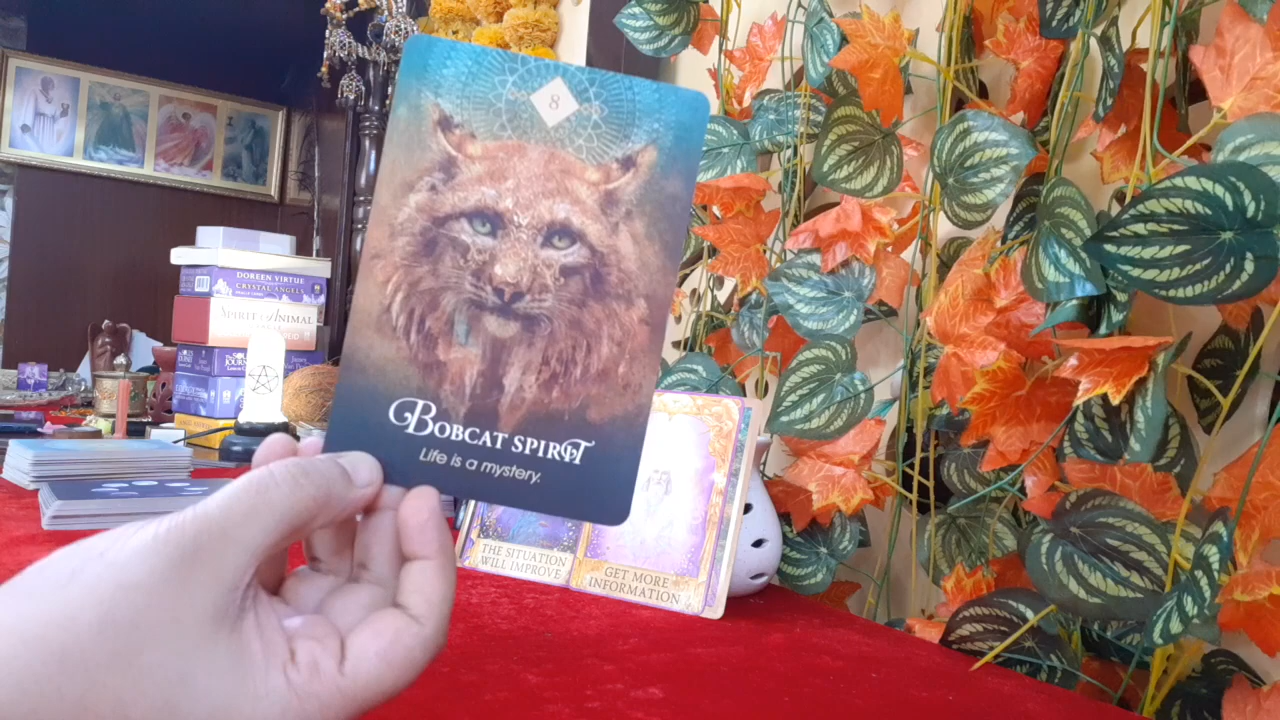 8
BOBCAT SPIRIT
Life is a mystery.
DOREEN VIRTUE
CRYSTAL ANGELS
SPIRIT ANIMAL
THE SITUATION
WILL IMPROVE
GET MORE
INFORMATION